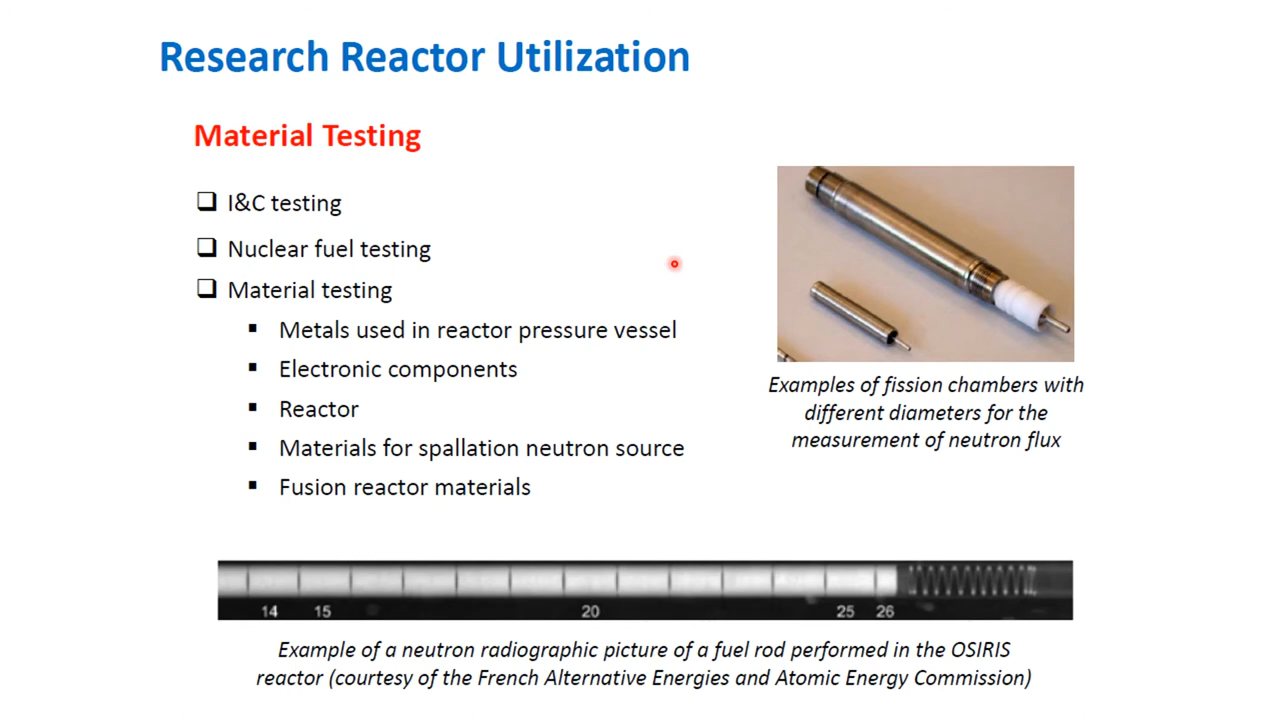 Research Reactor Utilization
Material Testing
I&C testing
Nuclear fuel testing
Material testing
Metals used in reactor pressure vessel
Electronic components
Reactor
Materials for spallation neutron source
Fusion reactor materials
Examples of fission chambers with
different diameters for the
measurement of neutron flux
14 15 20 25 26
Example of a neutron radiographic picture of a fuel rod performed in the OSIRIS
reactor (courtesy of the French Alternative Energies and Atomic Energy Commission)